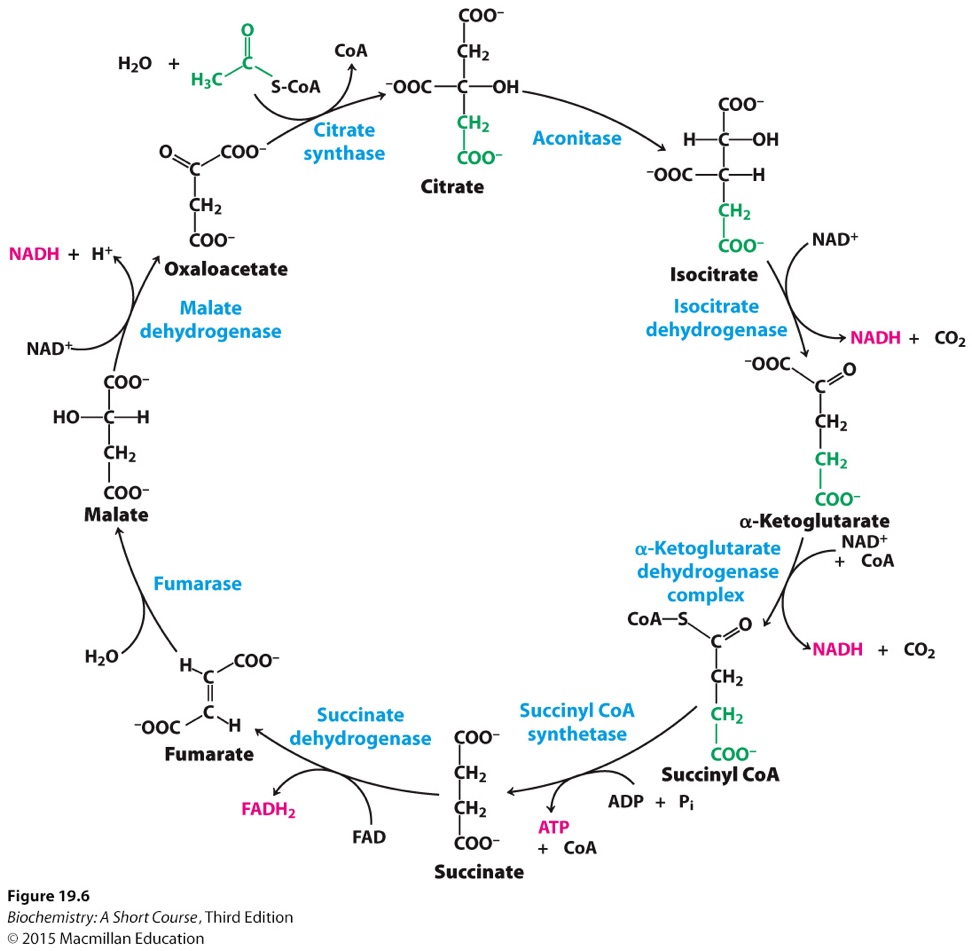 H₂O +
O
C
H₃C
S-CoA
CoA
Citrate
synthase
COO⁻
CH₂
⁻OOC—C—OH
CH₂
COO⁻
Citrate
Aconitase
COO⁻
H—C—OH
⁻OOC—C—H
CH₂
COO⁻
Isocitrate
NAD⁺
Isocitrate
dehydrogenase
NADH + CO₂
⁻OOC
O
C
CH₂
CH₂
COO⁻
α-Ketoglutarate
NAD⁺
+ CoA
α-Ketoglutarate
dehydrogenase
complex
NADH + CO₂
CoA—S
O
C
CH₂
CH₂
COO⁻
Succinyl CoA
Succinyl CoA
synthetase
ADP + Pᵢ
ATP
+ CoA
COO⁻
CH₂
CH₂
COO⁻
Succinate
Succinate
dehydrogenase
FAD
FADH₂
H
COO⁻
C
C
⁻OOC
H
Fumarate
Fumarase
H₂O
COO⁻
HO—C—H
CH₂
COO⁻
Malate
Malate
dehydrogenase
NAD⁺
NADH + H⁺
O
COO⁻
C
CH₂
COO⁻
Oxaloacetate
Figure 19.6
Biochemistry: A Short Course, Third Edition
© 2015 Macmillan Education